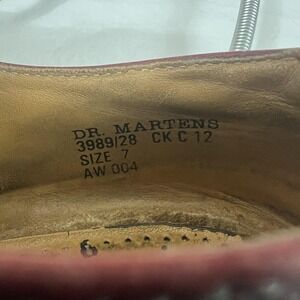 DR. MARTENS
3989/28 CK C 12
SIZE 7
AW 004